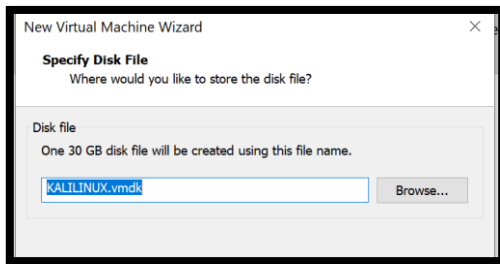 New Virtual Machine Wizard
Specify Disk File
Where would you like to store the disk file?
Disk file
One 30 GB disk file will be created using this file name.
KALILINUX.vmdk
Browse...